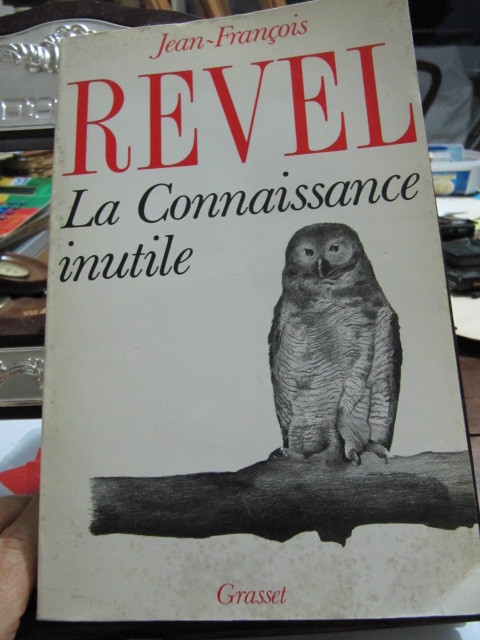 Jean-François
REVEL
La Connaissance
inutile
Grasset